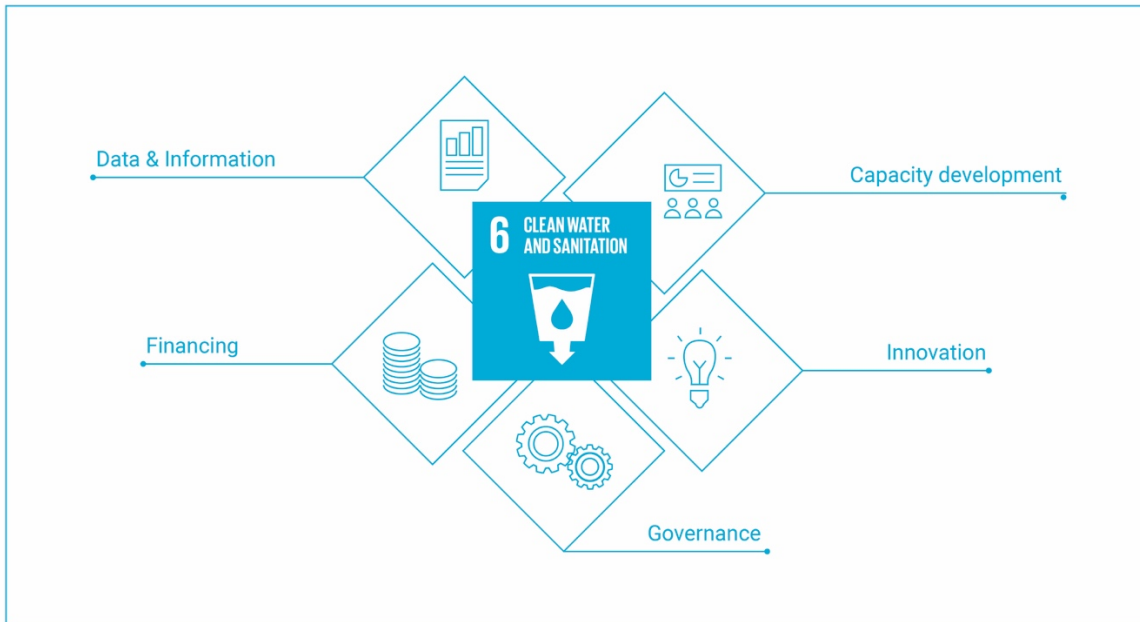 Data & Information
Capacity development
6 CLEAN WATER
AND SANITATION
Financing
Innovation
Governance